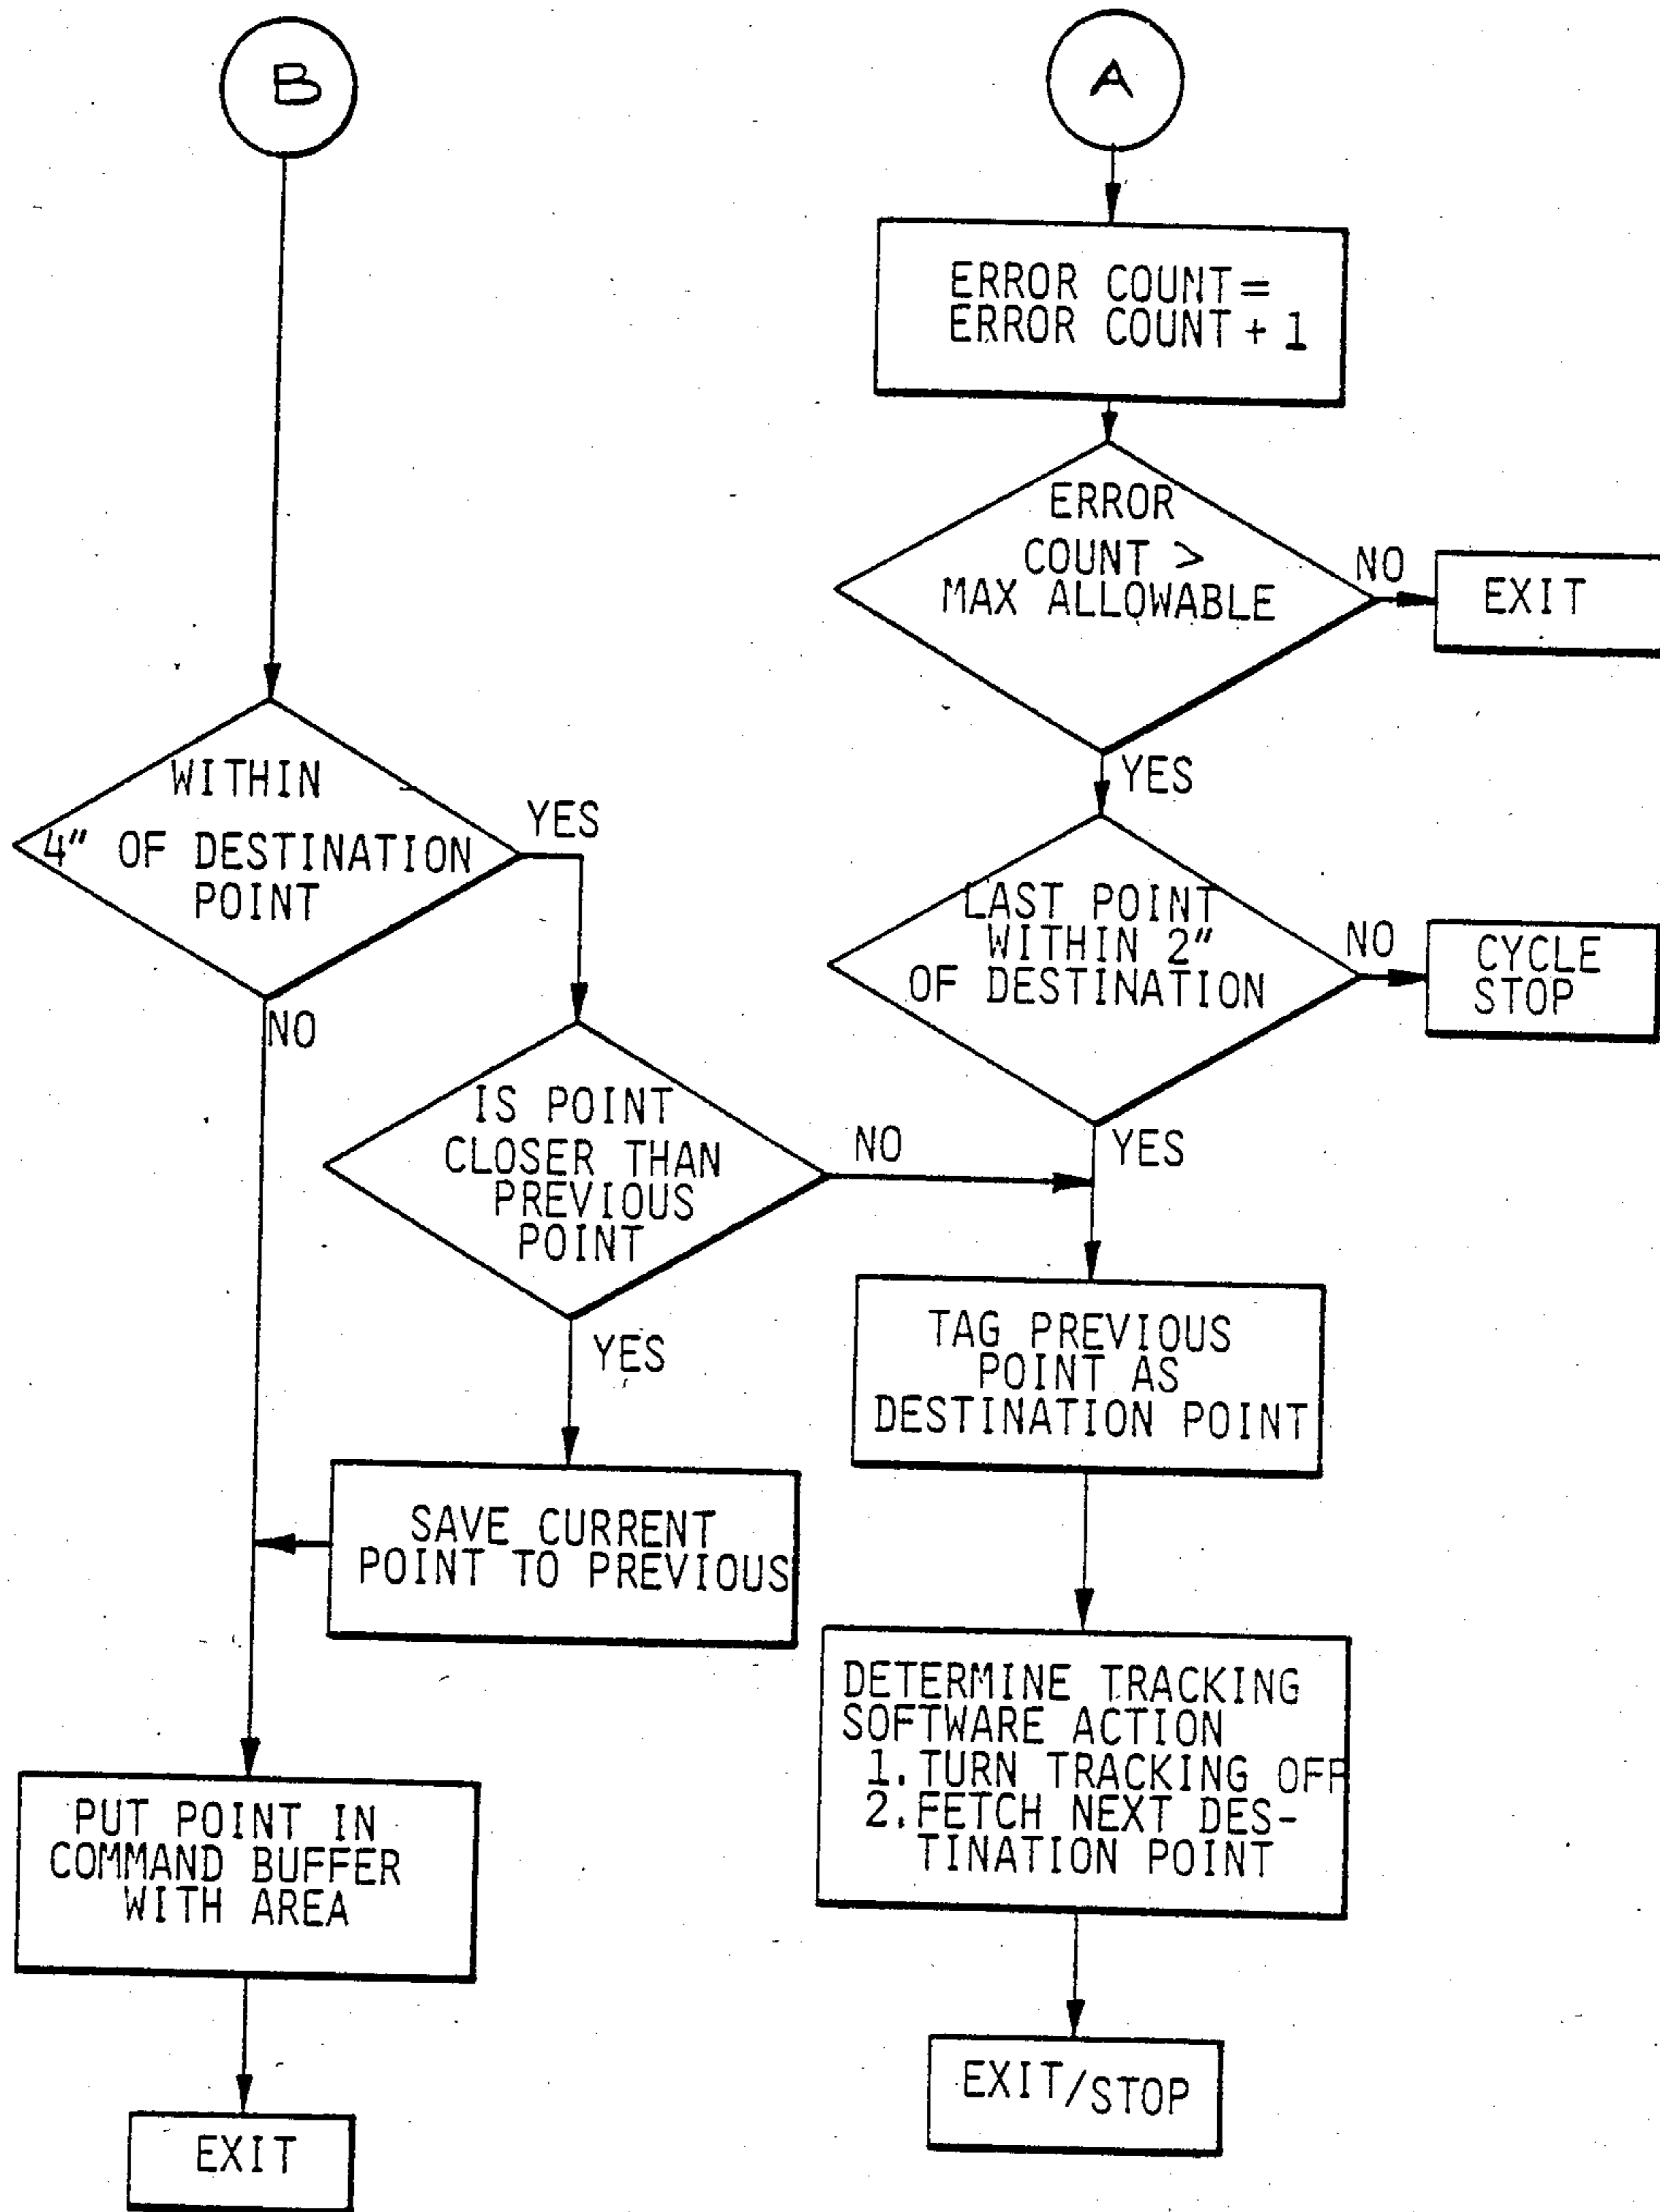 B
A
ERROR COUNT=
ERROR COUNT + 1
ERROR
COUNT >
MAX ALLOWABLE
NO
EXIT
YES
WITHIN
4" OF DESTINATION
POINT
YES
NO
LAST POINT
WITHIN 2"
OF DESTINATION
NO
CYCLE
STOP
YES
IS POINT
CLOSER THAN
PREVIOUS
POINT
NO
YES
TAG PREVIOUS
POINT AS
DESTINATION POINT
SAVE CURRENT
POINT TO PREVIOUS
DETERMINE TRACKING
SOFTWARE ACTION
1. TURN TRACKING OFF
2. FETCH NEXT DES-
TINATION POINT
PUT POINT IN
COMMAND BUFFER
WITH AREA
EXIT/STOP
EXIT